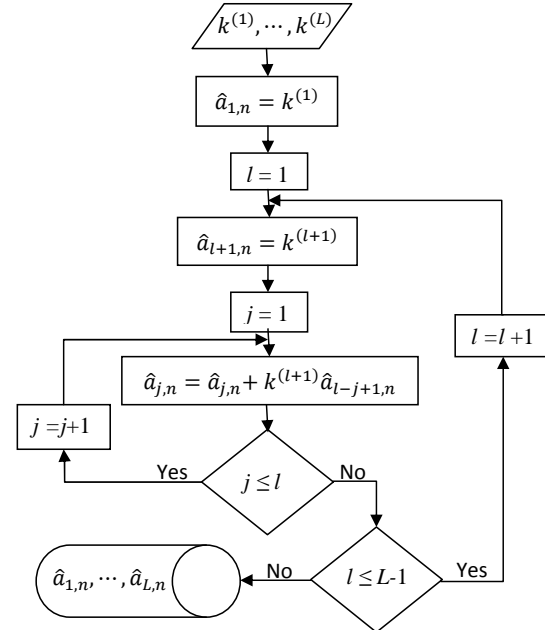 k^(1), ⋯, k^(L)
â_{1,n} = k^(1)
l = 1
â_{l+1,n} = k^(l+1)
j = 1
l =l +1
â_{j,n} = â_{j,n} + k^(l+1) â_{l−j+1,n}
j =j+1
Yes
j ≤ l
No
â_{1,n}, ⋯, â_{L,n}
No
l ≤ L-1
Yes